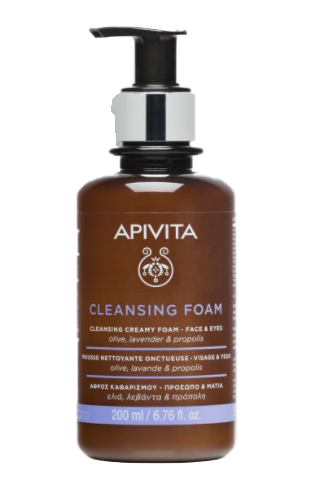 APIVITA
CLEANSING FOAM
CLEANSING CREAMY FOAM - FACE & EYES
olive, lavender & propolis
MOUSSE NETTOYANTE ONCTUEUSE - VISAGE & YEUX
olive, lavande & propolis
ΑΦΡΟΣ ΚΑΘΑΡΙΣΜΟΥ - ΠΡΟΣΩΠΟ & ΜΑΤΙΑ
ελιά, λεβάντα & πρόπολη
200 ml / 6.76 fl. oz.